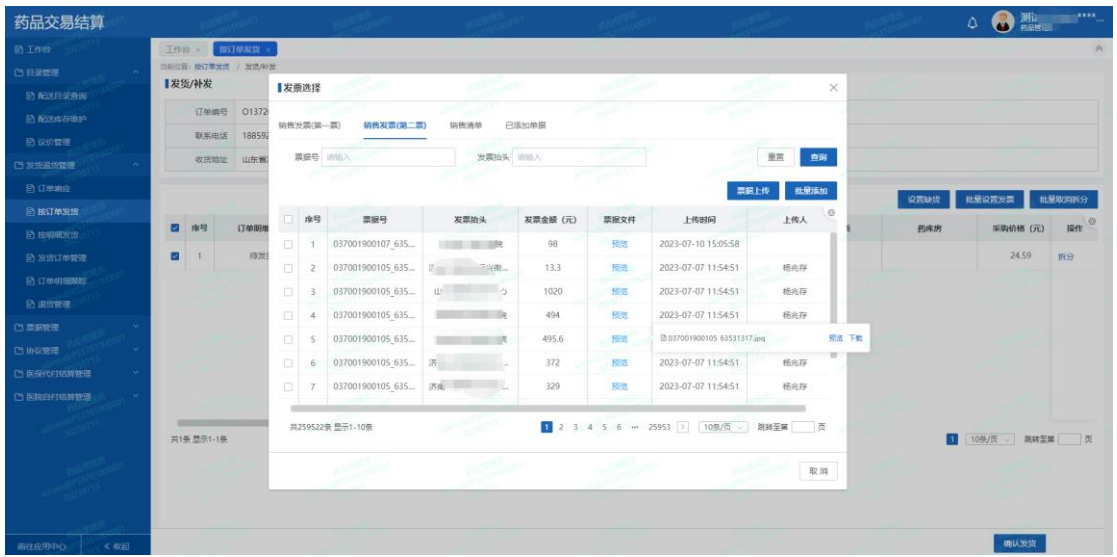 药品交易结算
工作台
目录管理
配送目录查询
配送库存维护
议价管理
发货退货管理
订单响应
按订单发货
按明细发货
发货订单管理
订单明细跟踪
退货管理
票据管理
协议管理
医保代付结算管理
医院自付结算管理
前往应用中心
收起
工作台 × 按订单发货 ×
当前位置: 按订单发货 / 发货/补发
发货/补发
订单编号 O1372
联系电话 188592
收货地址 山东省
设置缺货 批量设置发票 批量取消拆分
序号 订单明细 药库房 采购价格 (元) 操作
1 待发 24.59 拆分
共1条 显示1-1条
1 10条/页 跳转至第 页
确认发货
发票选择 ×
销售发票(第一票) 销售发票(第二票) 销售清单 已添加单据
票据号 请输入 发票抬头 请输入 重置 查询
票据上传 批量添加
序号 票据号 发票抬头 发票金额 (元) 票据文件 上传时间 上传人
1 037001900107_635... 院 98 预览 2023-07-10 15:05:58
2 037001900105_635... 13.3 预览 2023-07-07 11:54:51 杨兆存
3 037001900105_635... 1020 预览 2023-07-07 11:54:51 杨兆存
4 037001900105_635... 494 预览 2023-07-07 11:54:51 杨兆存
5 037001900105_635... 495.6 预览
037001900105_63531317.jpg 预览 下载
6 037001900105_635... 济 ... 372 预览 2023-07-07 11:54:51 杨兆存
7 037001900105_635... 济南 ... 329 预览 2023-07-07 11:54:51 杨兆存
共259522条 显示1-10条
1 2 3 4 5 6 ... 25953 > 10条/页 跳转至第 页
取消